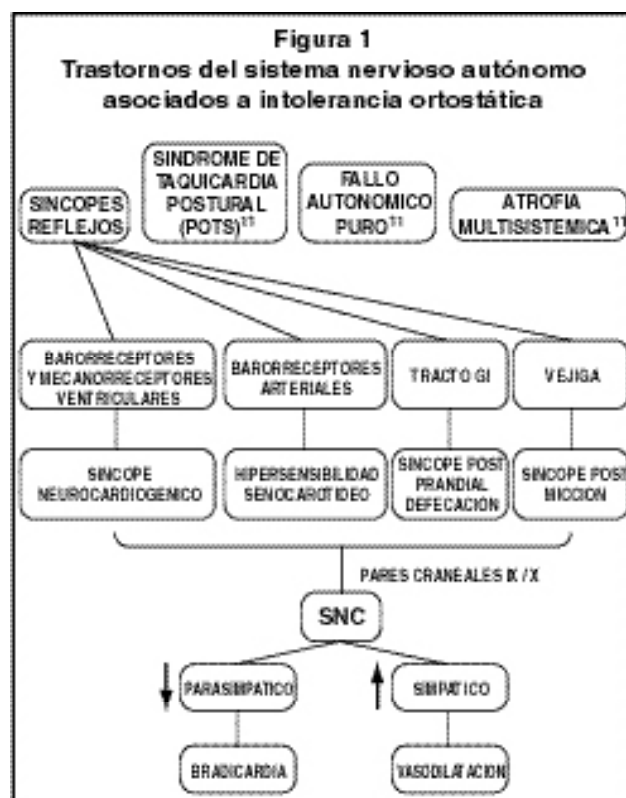 Figura 1
Trastornos del sistema nervioso autónomo
asociados a intolerancia ortostática
SINCOPES
REFLEJOS
SINDROME DE
TAQUICARDIA
POSTURAL
(POTS)¹¹
FALLO
AUTONOMICO
PURO¹¹
ATROFIA
MULTISISTEMICA¹¹
BARORRECEPTORES
Y MECANORRECEPTORES
VENTRICULARES
BARORRECEPTORES
ARTERIALES
TRACTO GI
VEJIGA
SINCOPE
NEUROCARDIOGENICO
HIPERSENSIBILIDAD
SENOCAROTIDEO
SINCOPE POST
PRANDIAL
DEFECACION
SINCOPE POST
MICCION
PARES CRANEALES IX / X
SNC
PARASIMPATICO
SIMPATICO
BRADICARDIA
VASODILATACION